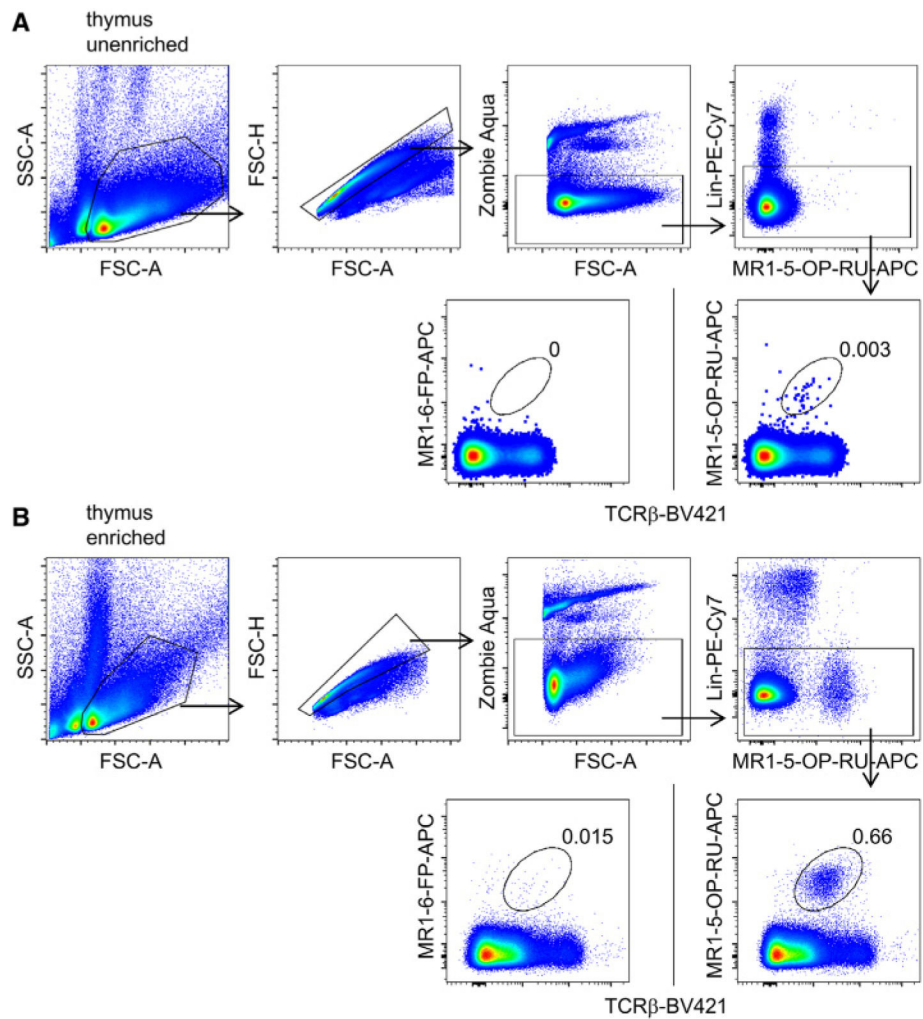 A
thymus
unenriched
SSC-A
FSC-A
FSC-H
FSC-A
Zombie Aqua
FSC-A
Lin-PE-Cy7
MR1-5-OP-RU-APC
MR1-6-FP-APC
0
MR1-5-OP-RU-APC
0.003
TCRβ-BV421
B
thymus
enriched
SSC-A
FSC-A
FSC-H
FSC-A
Zombie Aqua
FSC-A
Lin-PE-Cy7
MR1-5-OP-RU-APC
MR1-6-FP-APC
0.015
MR1-5-OP-RU-APC
0.66
TCRβ-BV421